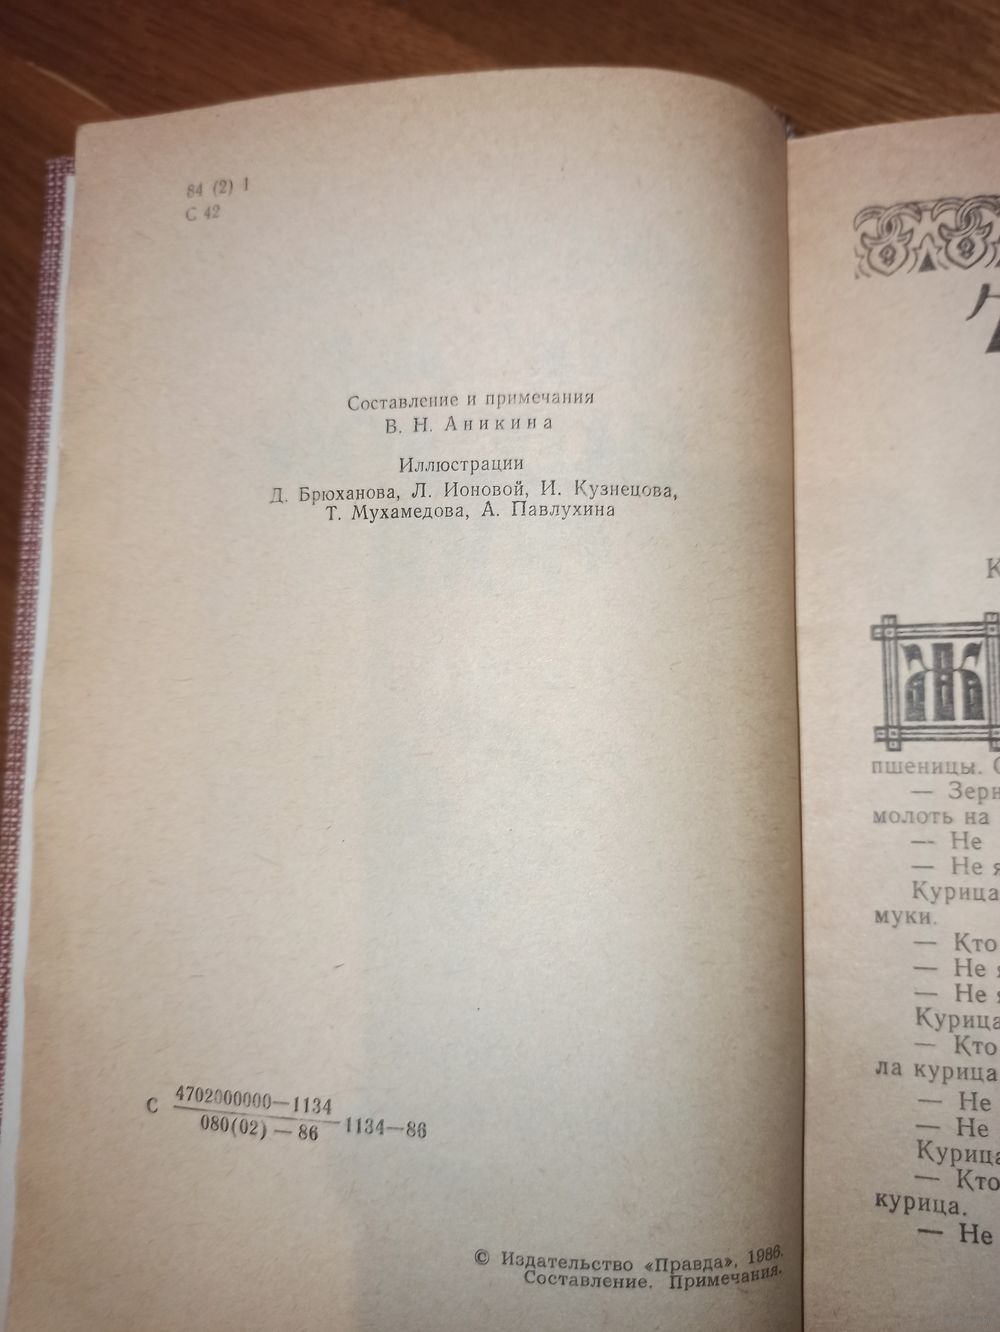 84 (2) 1
С 42
Составление и примечания
В. Н. Аникина
Иллюстрации
Д. Брюханова, Л. Ионовой, И. Кузнецова,
Т. Мухамедова, А. Павлухина
С 4702000000—1134
080(02) — 86
—1134—86
© Издательство «Правда», 1986.
Составление. Примечания.
К
Ж
пшеницы.
— Зерн
молоть на
— Не
— Не я
Курица
муки.
— Кто
— Не я
— Не я
Курица
— Кто
ла курица
— Не
— Не
Курица
— Кто
курица.
— Не